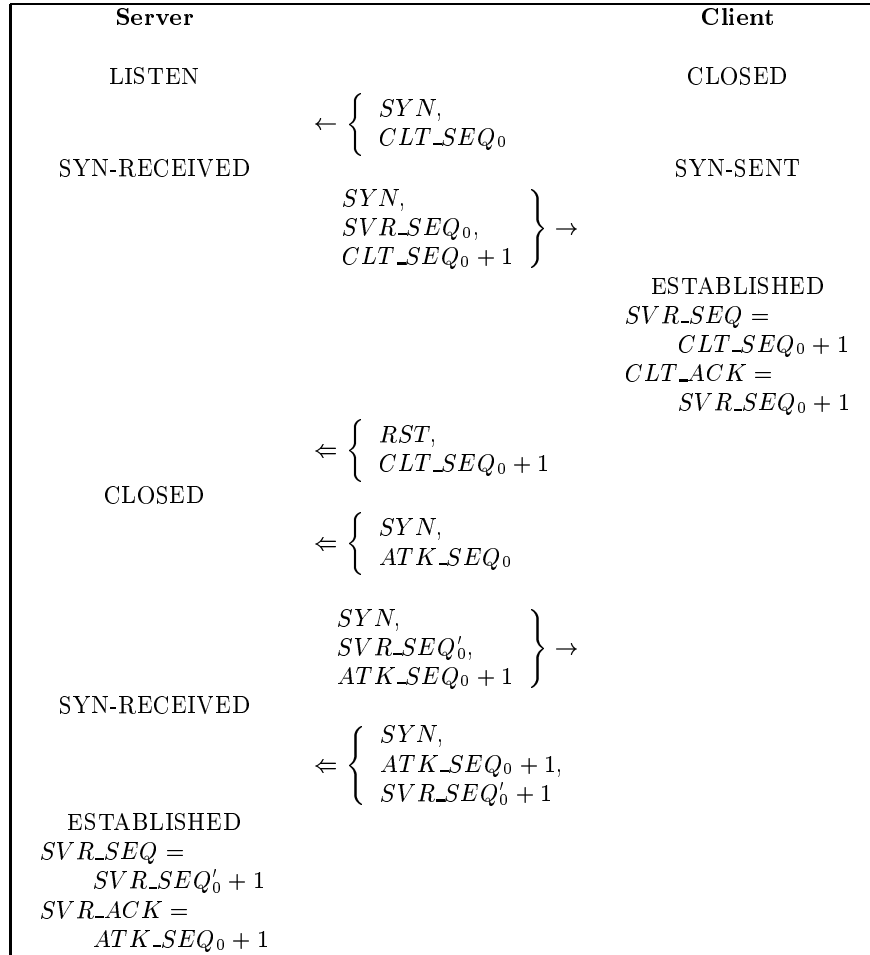 Server Client
LISTEN CLOSED
← { SYN,
CLT_SEQ₀
SYN-RECEIVED SYN-SENT
SYN,
SVR_SEQ₀,
CLT_SEQ₀ + 1 } →
ESTABLISHED
SVR_SEQ =
CLT_SEQ₀ + 1
CLT_ACK =
SVR_SEQ₀ + 1
⇐ { RST,
CLT_SEQ₀ + 1
CLOSED
⇐ { SYN,
ATK_SEQ₀
SYN,
SVR_SEQ′₀,
ATK_SEQ₀ + 1 } →
SYN-RECEIVED
⇐ { SYN,
ATK_SEQ₀ + 1,
SVR_SEQ′₀ + 1
ESTABLISHED
SVR_SEQ =
SVR_SEQ′₀ + 1
SVR_ACK =
ATK_SEQ₀ + 1